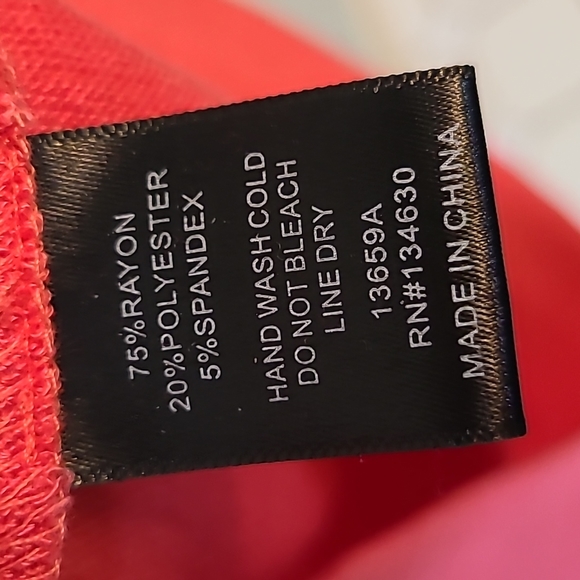 75%RAYON
20%POLYESTER
5%SPANDEX
HAND WASH COLD
DO NOT BLEACH
LINE DRY
13659A
RN#134630
MADE IN CHINA